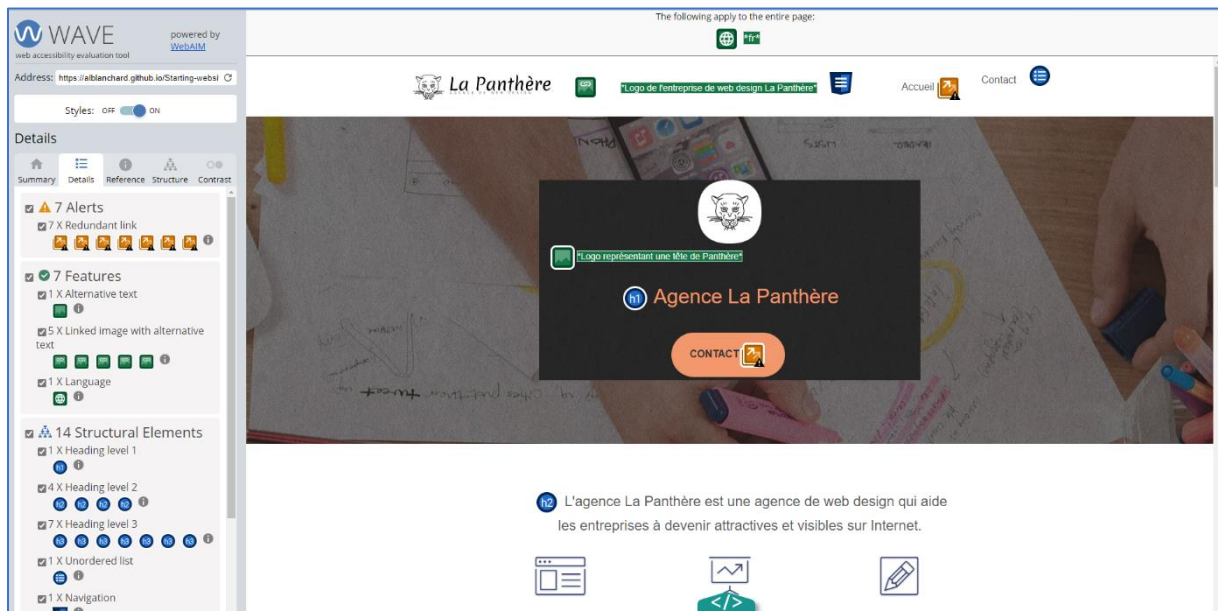 WAVE
powered by
WebAIM
web accessibility evaluation tool
Address: https://alblanchard.github.io/Starting-websi
Styles: OFF ON
Details
Summary Details Reference Structure Contrast
7 Alerts
7 X Redundant link
7 Features
1 X Alternative text
5 X Linked image with alternative
text
1 X Language
14 Structural Elements
1 X Heading level 1
h1
4 X Heading level 2
h2 h2 h2 h2
7 X Heading level 3
h3 h3 h3 h3 h3 h3 h3
1 X Unordered list
1 X Navigation
The following apply to the entire page:
*fr*
La Panthère
*Logo de l'entreprise de web design La Panthère*
Accueil
Contact
*Logo représentant une tête de Panthère*
h1 Agence La Panthère
CONTACT
h2 L'agence La Panthère est une agence de web design qui aide
les entreprises à devenir attractives et visibles sur Internet.
</>